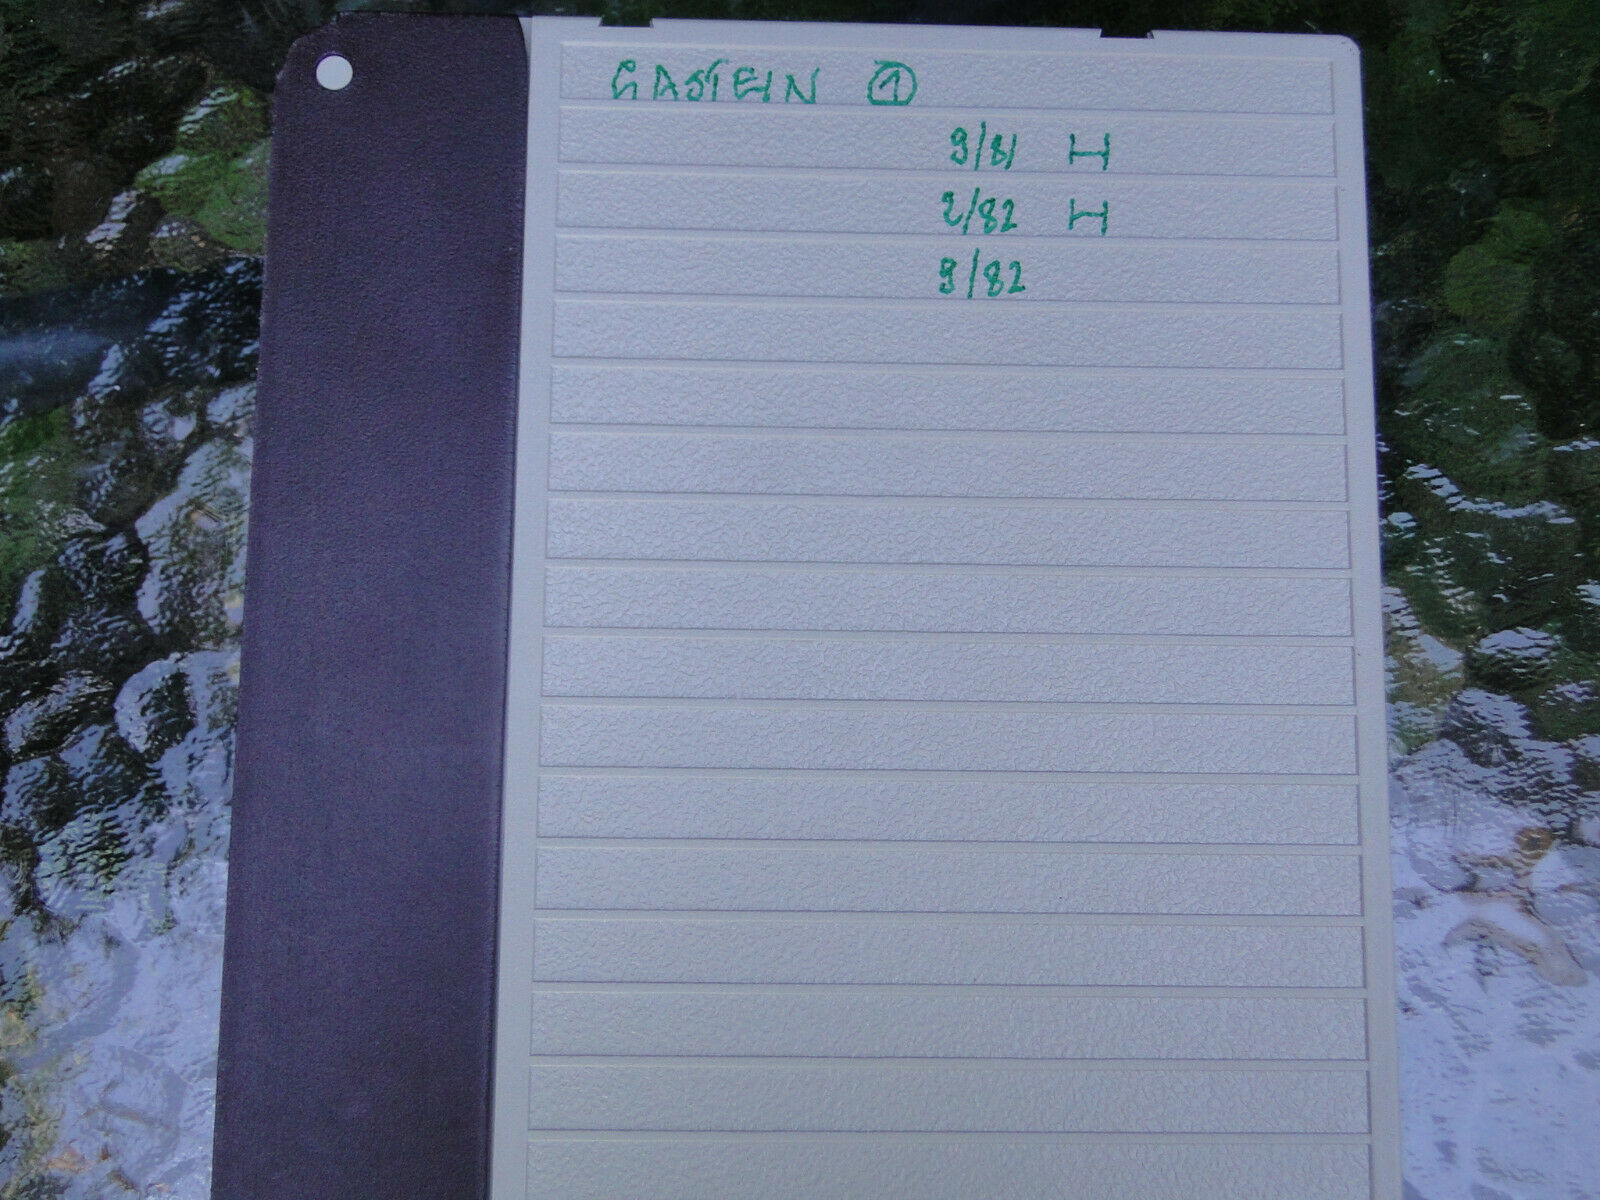 GASTEIN ①
9/81 H
2/82 H
9/82